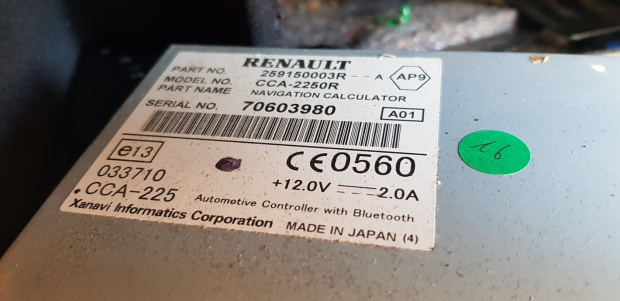 RENAULT
PART NO. 259150003R -- A
AP9
MODEL NO. CCA-2250R
PART NAME NAVIGATION CALCULATOR
SERIAL NO. 70603980
A01
e13
033710
CE0560
+12.0V 2.0A
•CCA-225
Automotive Controller with Bluetooth
Xanavi Informatics Corporation MADE IN JAPAN (4)
16